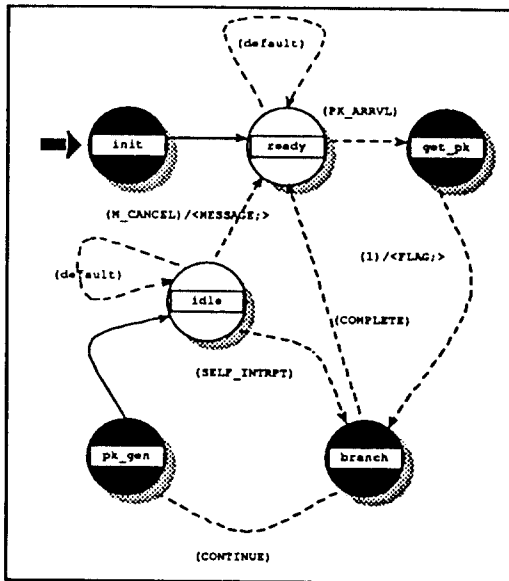 (default)
(PK_ARRVL)
init
ready
get_pk
(M_CANCEL)/<MESSAGE;>
(1)/<FLAG;>
(default)
idle
(COMPLETE)
(SELF_INTRPT)
pk_gen
branch
(CONTINUE)